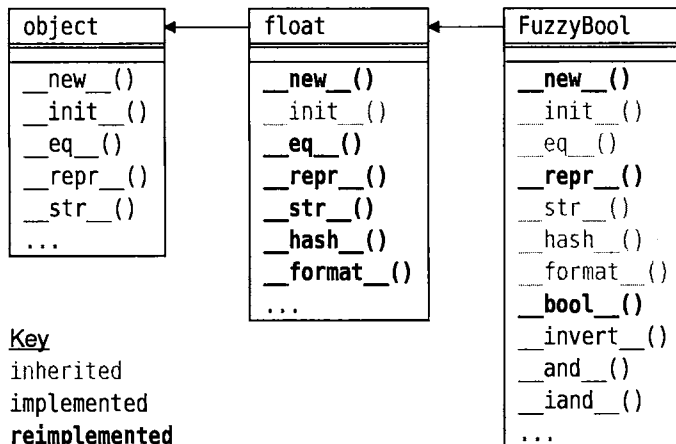 object
__new__()
__init__()
__eq__()
__repr__()
__str__()
...
float
__new__()
__init__()
__eq__()
__repr__()
__str__()
__hash__()
__format__()
...
FuzzyBool
__new__()
__init__()
__eq__()
__repr__()
__str__()
__hash__()
__format__()
__bool__()
__invert__()
__and__()
__iand__()
...
Key
inherited
implemented
reimplemented